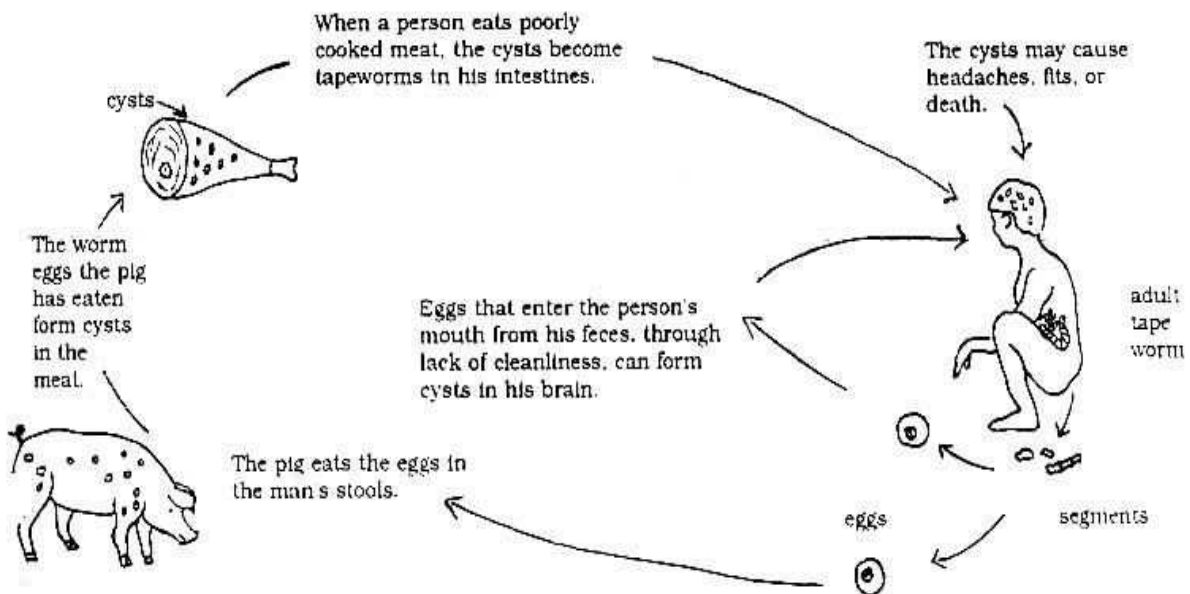 When a person eats poorly
cooked meat, the cysts become
tapeworms in his intestines.
The cysts may cause
headaches, fits, or
death.
cysts
The worm
eggs the pig
has eaten
form cysts
in the
meal.
Eggs that enter the person's
mouth from his feces, through
lack of cleanliness, can form
cysts in his brain.
adult
tape
worm
The pig eats the eggs in
the man's stools.
eggs
segments